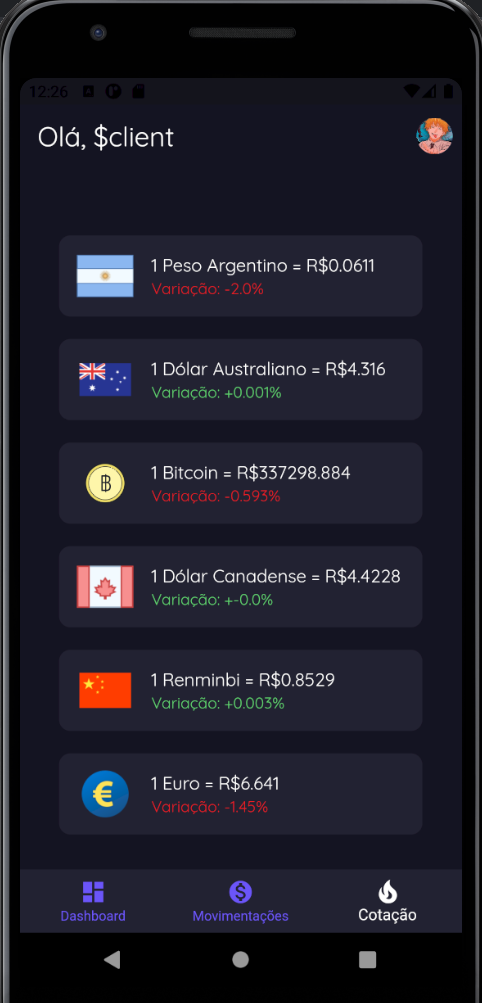 12:26
Olá, $client
1 Peso Argentino = R$0.0611
Variação: -2.0%
1 Dólar Australiano = R$4.316
Variação: +0.001%
1 Bitcoin = R$337298.884
Variação: -0.593%
1 Dólar Canadense = R$4.4228
Variação: +-0.0%
1 Renminbi = R$0.8529
Variação: +0.003%
1 Euro = R$6.641
Variação: -1.45%
Dashboard Movimentações Cotação